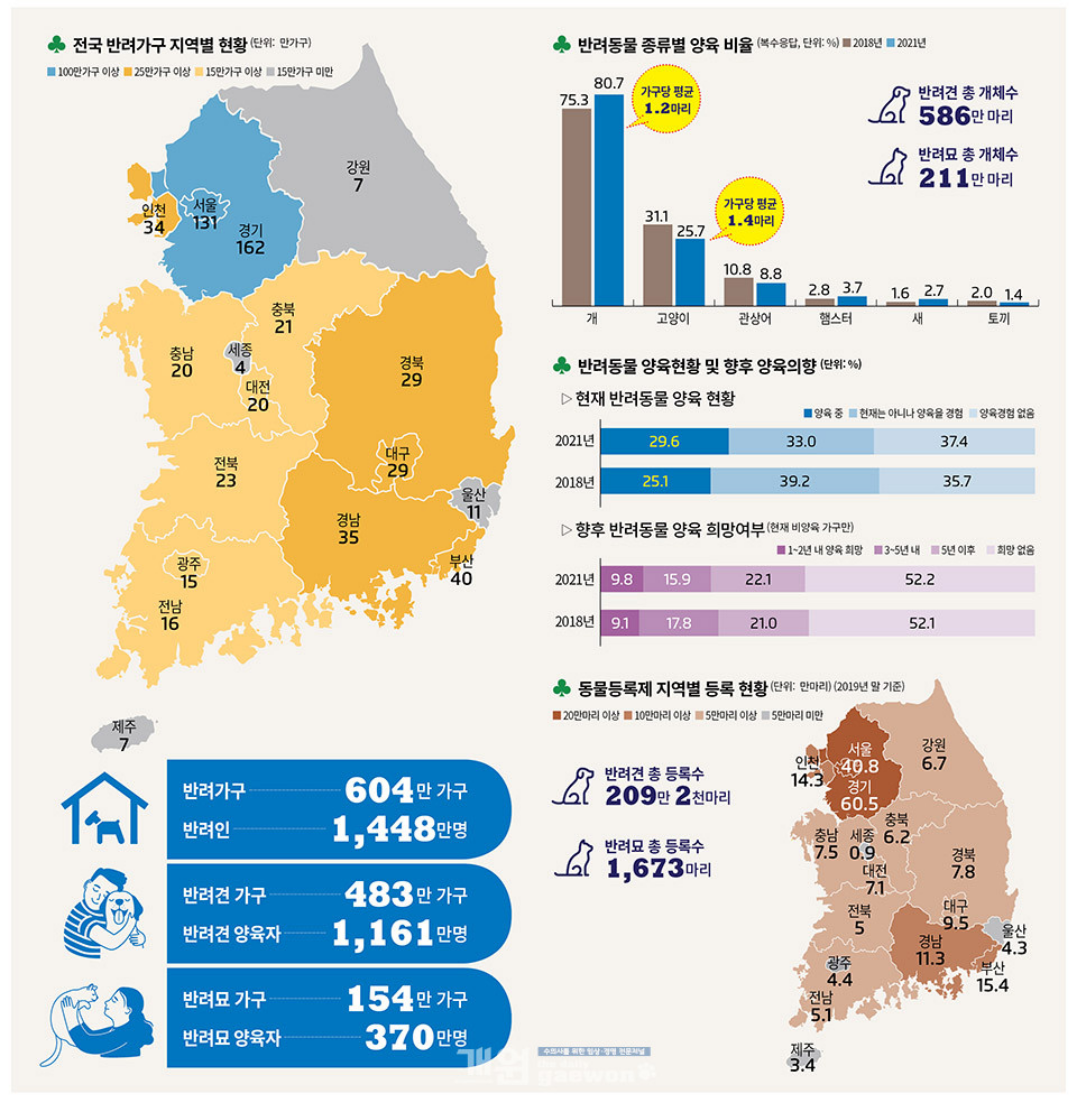 전국 반려가구 지역별 현황 (단위: 만가구)
100만가구 이상 25만가구 이상 15만가구 이상 15만가구 미만
강원
7
인천
34
서울
131
경기
162
충북
21
충남
20
세종
4
대전
20
경북
29
전북
23
대구
29
울산
11
경남
35
부산
40
광주
15
전남
16
제주
7
반려가구 604만 가구
반려인 1,448만명
반려견 가구 483만 가구
반려견 양육자 1,161만명
반려묘 가구 154만 가구
반려묘 양육자 370만명
반려동물 종류별 양육 비율 (복수응답, 단위: %) 2018년 2021년
75.3 80.7
가구당 평균
1.2마리
31.1 25.7
가구당 평균
1.4마리
10.8 8.8
2.8 3.7
1.6 2.7
2.0 1.4
개 고양이 관상어 햄스터 새 토끼
반려견 총 개체수
586만 마리
반려묘 총 개체수
211만 마리
반려동물 양육현황 및 향후 양육의향 (단위: %)
▷현재 반려동물 양육 현황
양육 중 현재는 아니나 양육을 경험 양육경험 없음
2021년 29.6 33.0 37.4
2018년 25.1 39.2 35.7
▷향후 반려동물 양육 희망여부 (현재 비양육 가구만)
1~2년 내 양육 희망 3~5년 내 5년 이후 희망 없음
2021년 9.8 15.9 22.1 52.2
2018년 9.1 17.8 21.0 52.1
동물등록제 지역별 등록 현황 (단위: 만마리) (2019년 말 기준)
20만마리 이상 10만마리 이상 5만마리 이상 5만마리 미만
반려견 총 등록수
209만 2천마리
반려묘 총 등록수
1,673마리
서울
40.8
강원
6.7
인천
14.3
경기
60.5
충북
6.2
충남
7.5
세종
0.9
대전
7.1
경북
7.8
전북
5
대구
9.5
울산
4.3
경남
11.3
부산
15.4
광주
4.4
전남
5.1
제주
3.4
개원
수의사를 위한 임상·경영 전문저널
gaewon